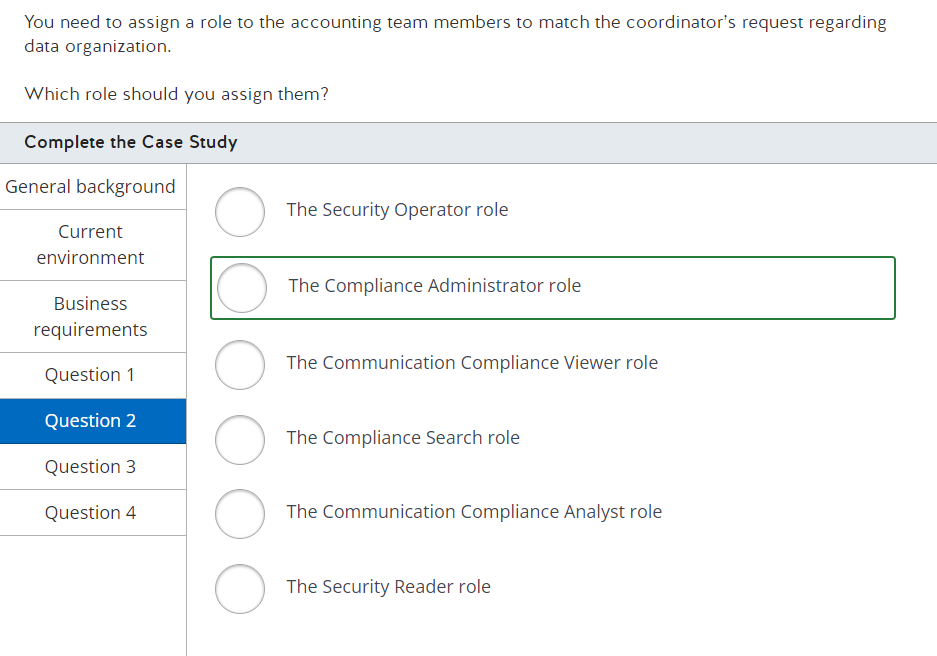 You need to assign a role to the accounting team members to match the coordinator’s request regarding
data organization.
Which role should you assign them?
Complete the Case Study
General background
Current
environment
Business
requirements
Question 1
Question 2
Question 3
Question 4
The Security Operator role
The Compliance Administrator role
The Communication Compliance Viewer role
The Compliance Search role
The Communication Compliance Analyst role
The Security Reader role